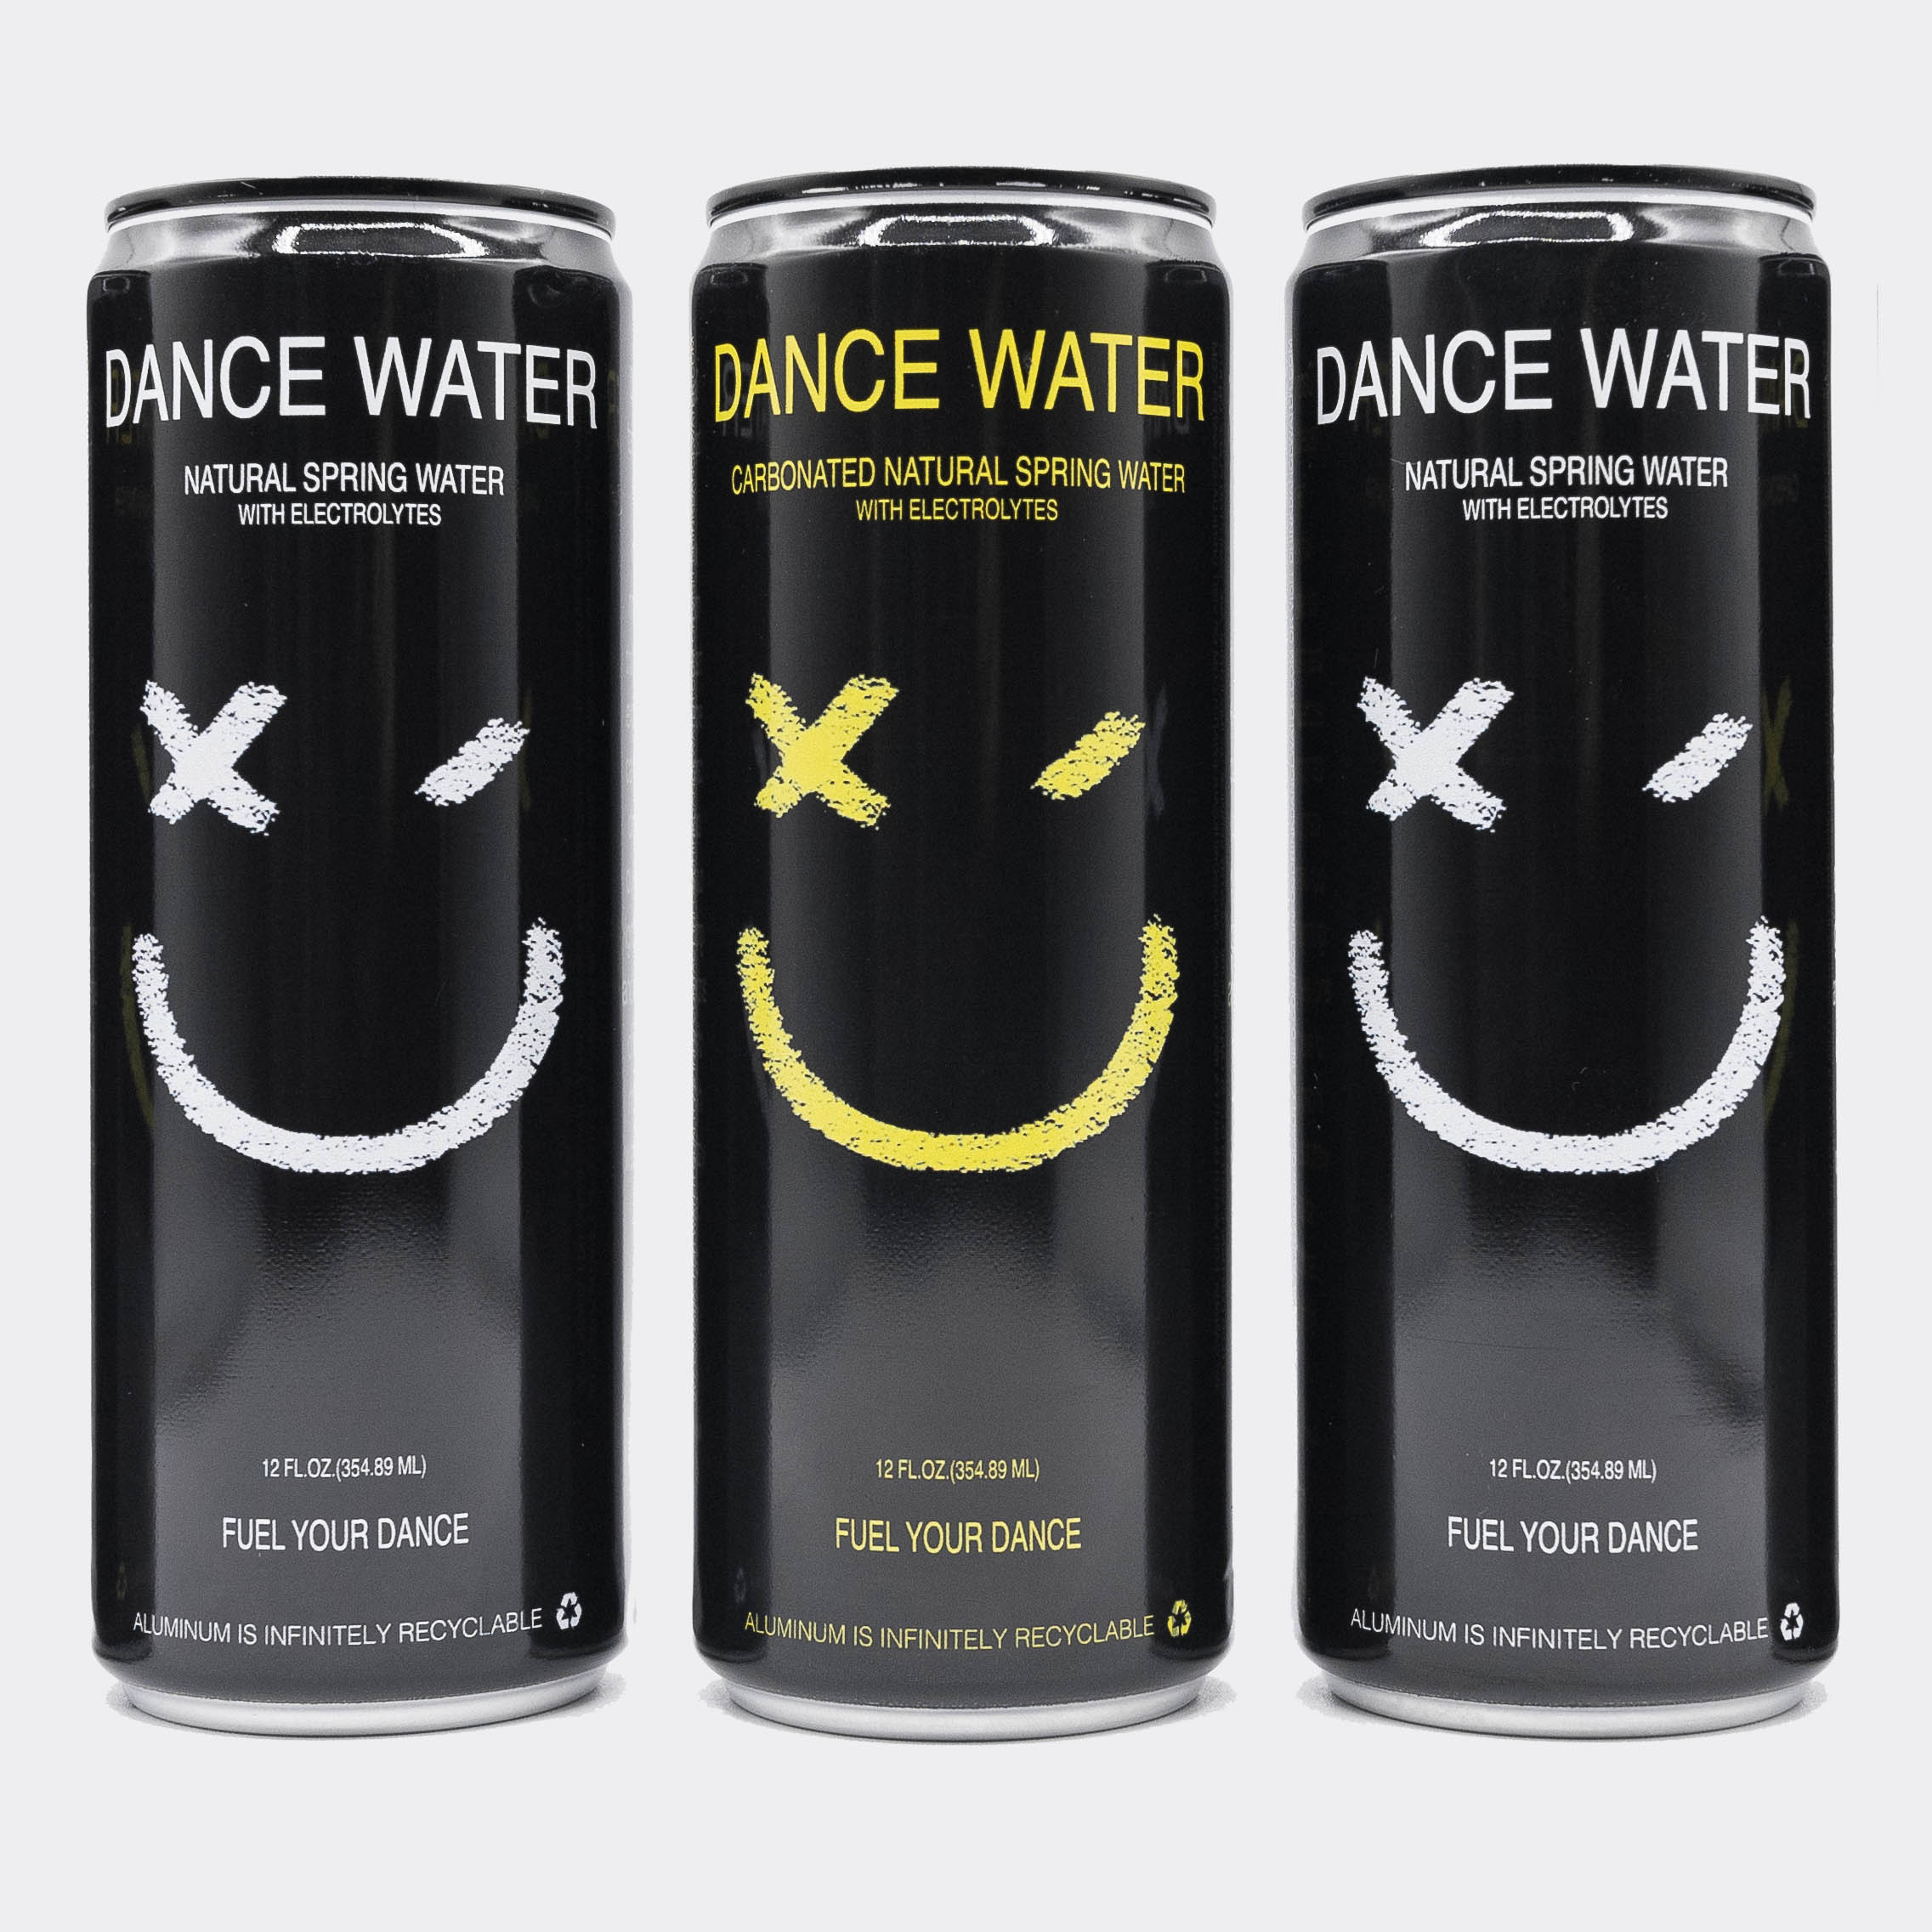 DANCE WATER
NATURAL SPRING WATER
WITH ELECTROLYTES
12 FL.OZ.(354.89 ML)
FUEL YOUR DANCE
ALUMINUM IS INFINITELY RECYCLABLE
DANCE WATER
CARBONATED NATURAL SPRING WATER
WITH ELECTROLYTES
12 FL.OZ.(354.89 ML)
FUEL YOUR DANCE
ALUMINUM IS INFINITELY RECYCLABLE
DANCE WATER
NATURAL SPRING WATER
WITH ELECTROLYTES
12 FL.OZ.(354.89 ML)
FUEL YOUR DANCE
ALUMINUM IS INFINITELY RECYCLABLE